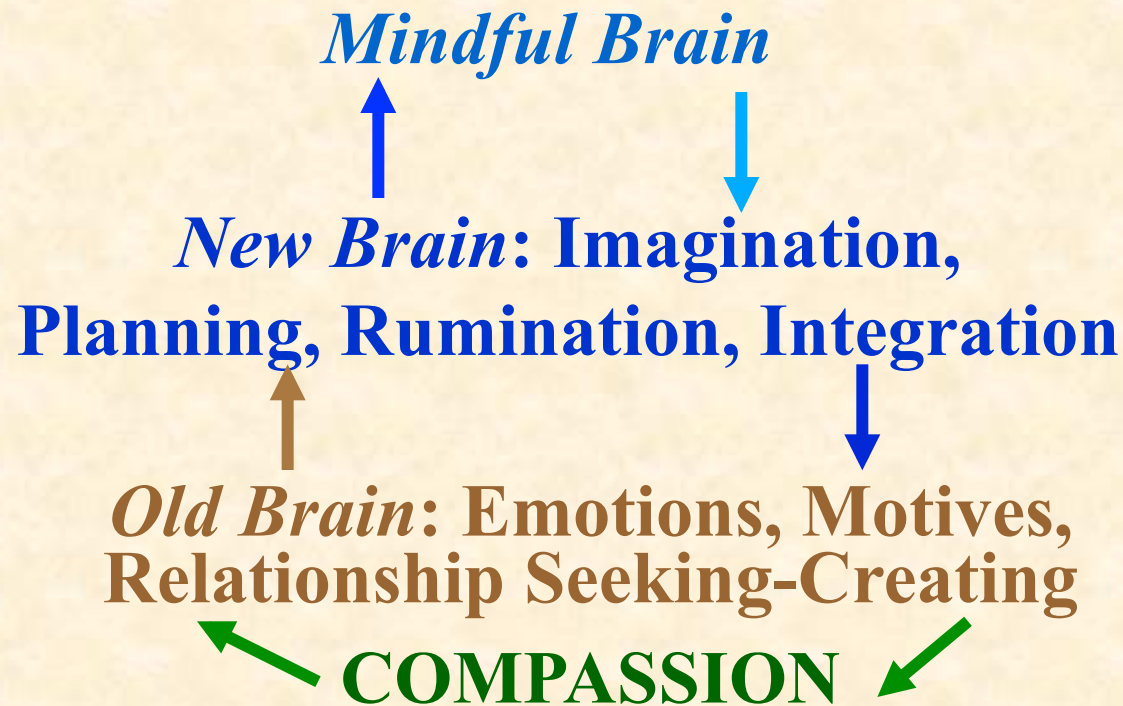 Mindful Brain
New Brain: Imagination,
Planning, Rumination, Integration
Old Brain: Emotions, Motives,
Relationship Seeking-Creating
COMPASSION